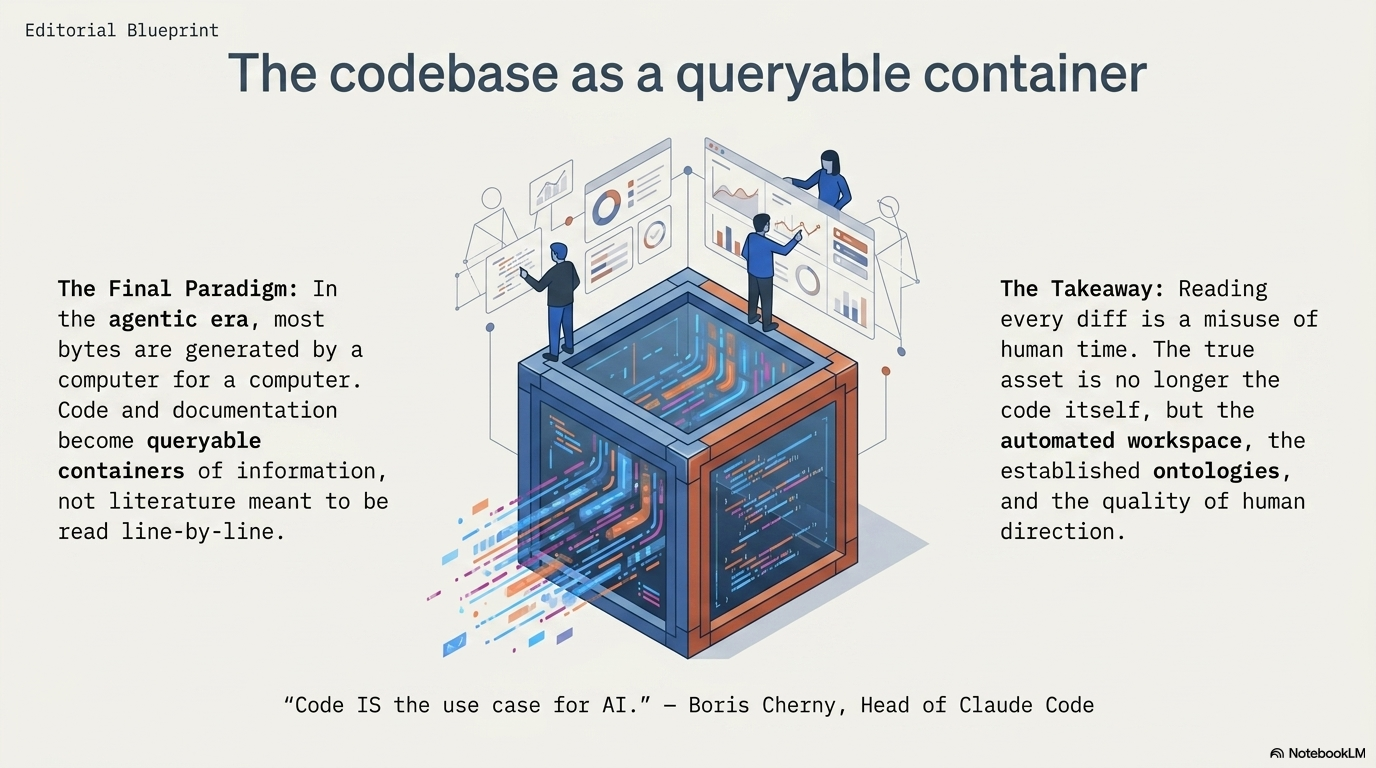 Editorial Blueprint
The codebase as a queryable container
The Final Paradigm: In
the agentic era, most
bytes are generated by a
computer for a computer.
Code and documentation
become queryable
containers of information,
not literature meant to be
read line-by-line.
The Takeaway: Reading
every diff is a misuse of
human time. The true
asset is no longer the
code itself, but the
automated workspace, the
established ontologies,
and the quality of human
direction.
“Code IS the use case for AI.” — Boris Cherny, Head of Claude Code
NotebookLM